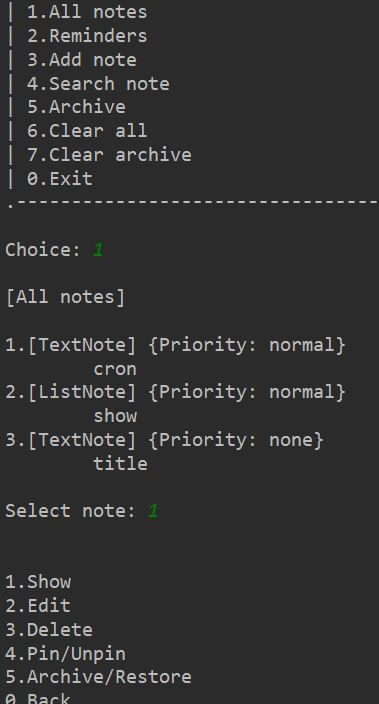 | 1.All notes
| 2.Reminders
| 3.Add note
| 4.Search note
| 5.Archive
| 6.Clear all
| 7.Clear archive
| 0.Exit
.----------------------------------
Choice: 1
[All notes]
1.[TextNote] {Priority: normal}
cron
2.[ListNote] {Priority: normal}
show
3.[TextNote] {Priority: none}
title
Select note: 1
1.Show
2.Edit
3.Delete
4.Pin/Unpin
5.Archive/Restore
0.Back